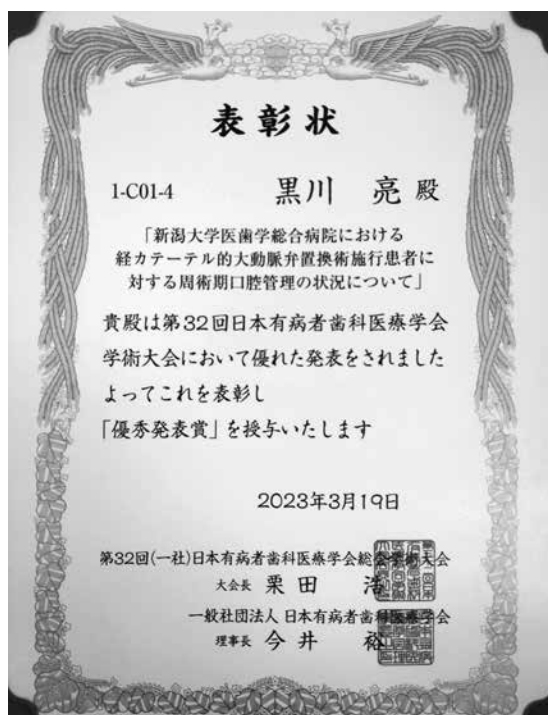 表彰状
1-C01-4 黒川 亮 殿
「新潟大学医歯学総合病院における
経カテーテル的大動脈弁置換術施行患者に
対する周術期口腔管理の状況について」
貴殿は第32回日本有病者歯科医療学会
学術大会において優れた発表をされました
よってこれを表彰し
「優秀発表賞」を授与いたします
2023年3月19日
第32回(一社)日本有病者歯科医療学会総会学術大会
大会長 栗田 浩
一般社団法人 日本有病者歯科医療学会
理事長 今井 裕